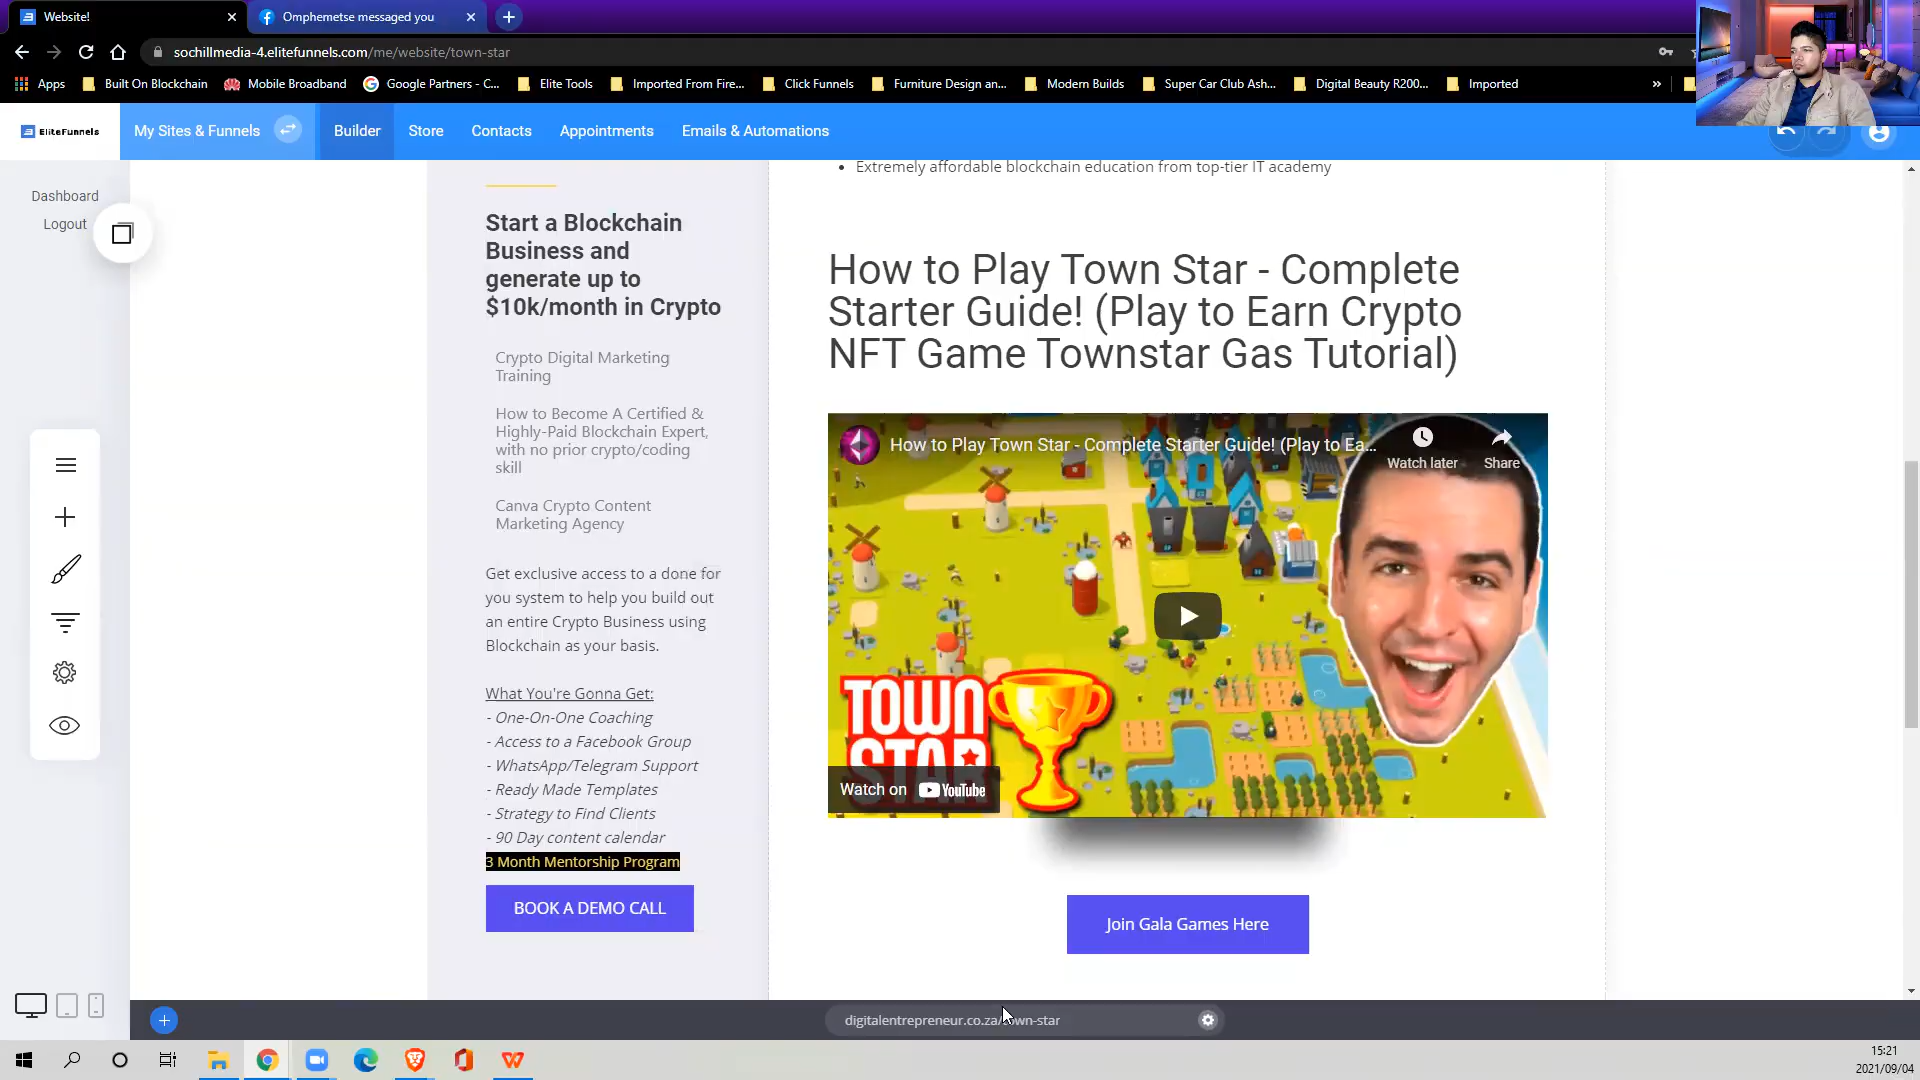 Website!
Omphemetse messaged you
sochillmedia-4.elitefunnels.com/me/website/town-star
Apps
Built On Blockchain
Mobile Broadband
Google Partners - C...
Elite Tools
Imported From Fire...
Click Funnels
Furniture Design an...
Modern Builds
Super Car Club Ash...
Digital Beauty R200...
Imported
»
EliteFunnels
My Sites & Funnels
Builder
Store
Contacts
Appointments
Emails & Automations
Dashboard
Logout
Start a Blockchain
Business and
generate up to
$10k/month in Crypto
Crypto Digital Marketing
Training
How to Become A Certified &
Highly-Paid Blockchain Expert,
with no prior crypto/coding
skill
Canva Crypto Content
Marketing Agency
Get exclusive access to a done for
you system to help you build out
an entire Crypto Business using
Blockchain as your basis.
What You're Gonna Get:
- One-On-One Coaching
- Access to a Facebook Group
- WhatsApp/Telegram Support
- Ready Made Templates
- Strategy to Find Clients
- 90 Day content calendar
3 Month Mentorship Program
BOOK A DEMO CALL
• Extremely affordable blockchain education from top-tier IT academy
How to Play Town Star - Complete
Starter Guide! (Play to Earn Crypto
NFT Game Townstar Gas Tutorial)
How to Play Town Star - Complete Starter Guide! (Play to Ea...
Watch later
Share
TOWN
STAR
Watch on YouTube
Join Gala Games Here
digitalentrepreneur.co.za/town-star
15:21
2021/09/04